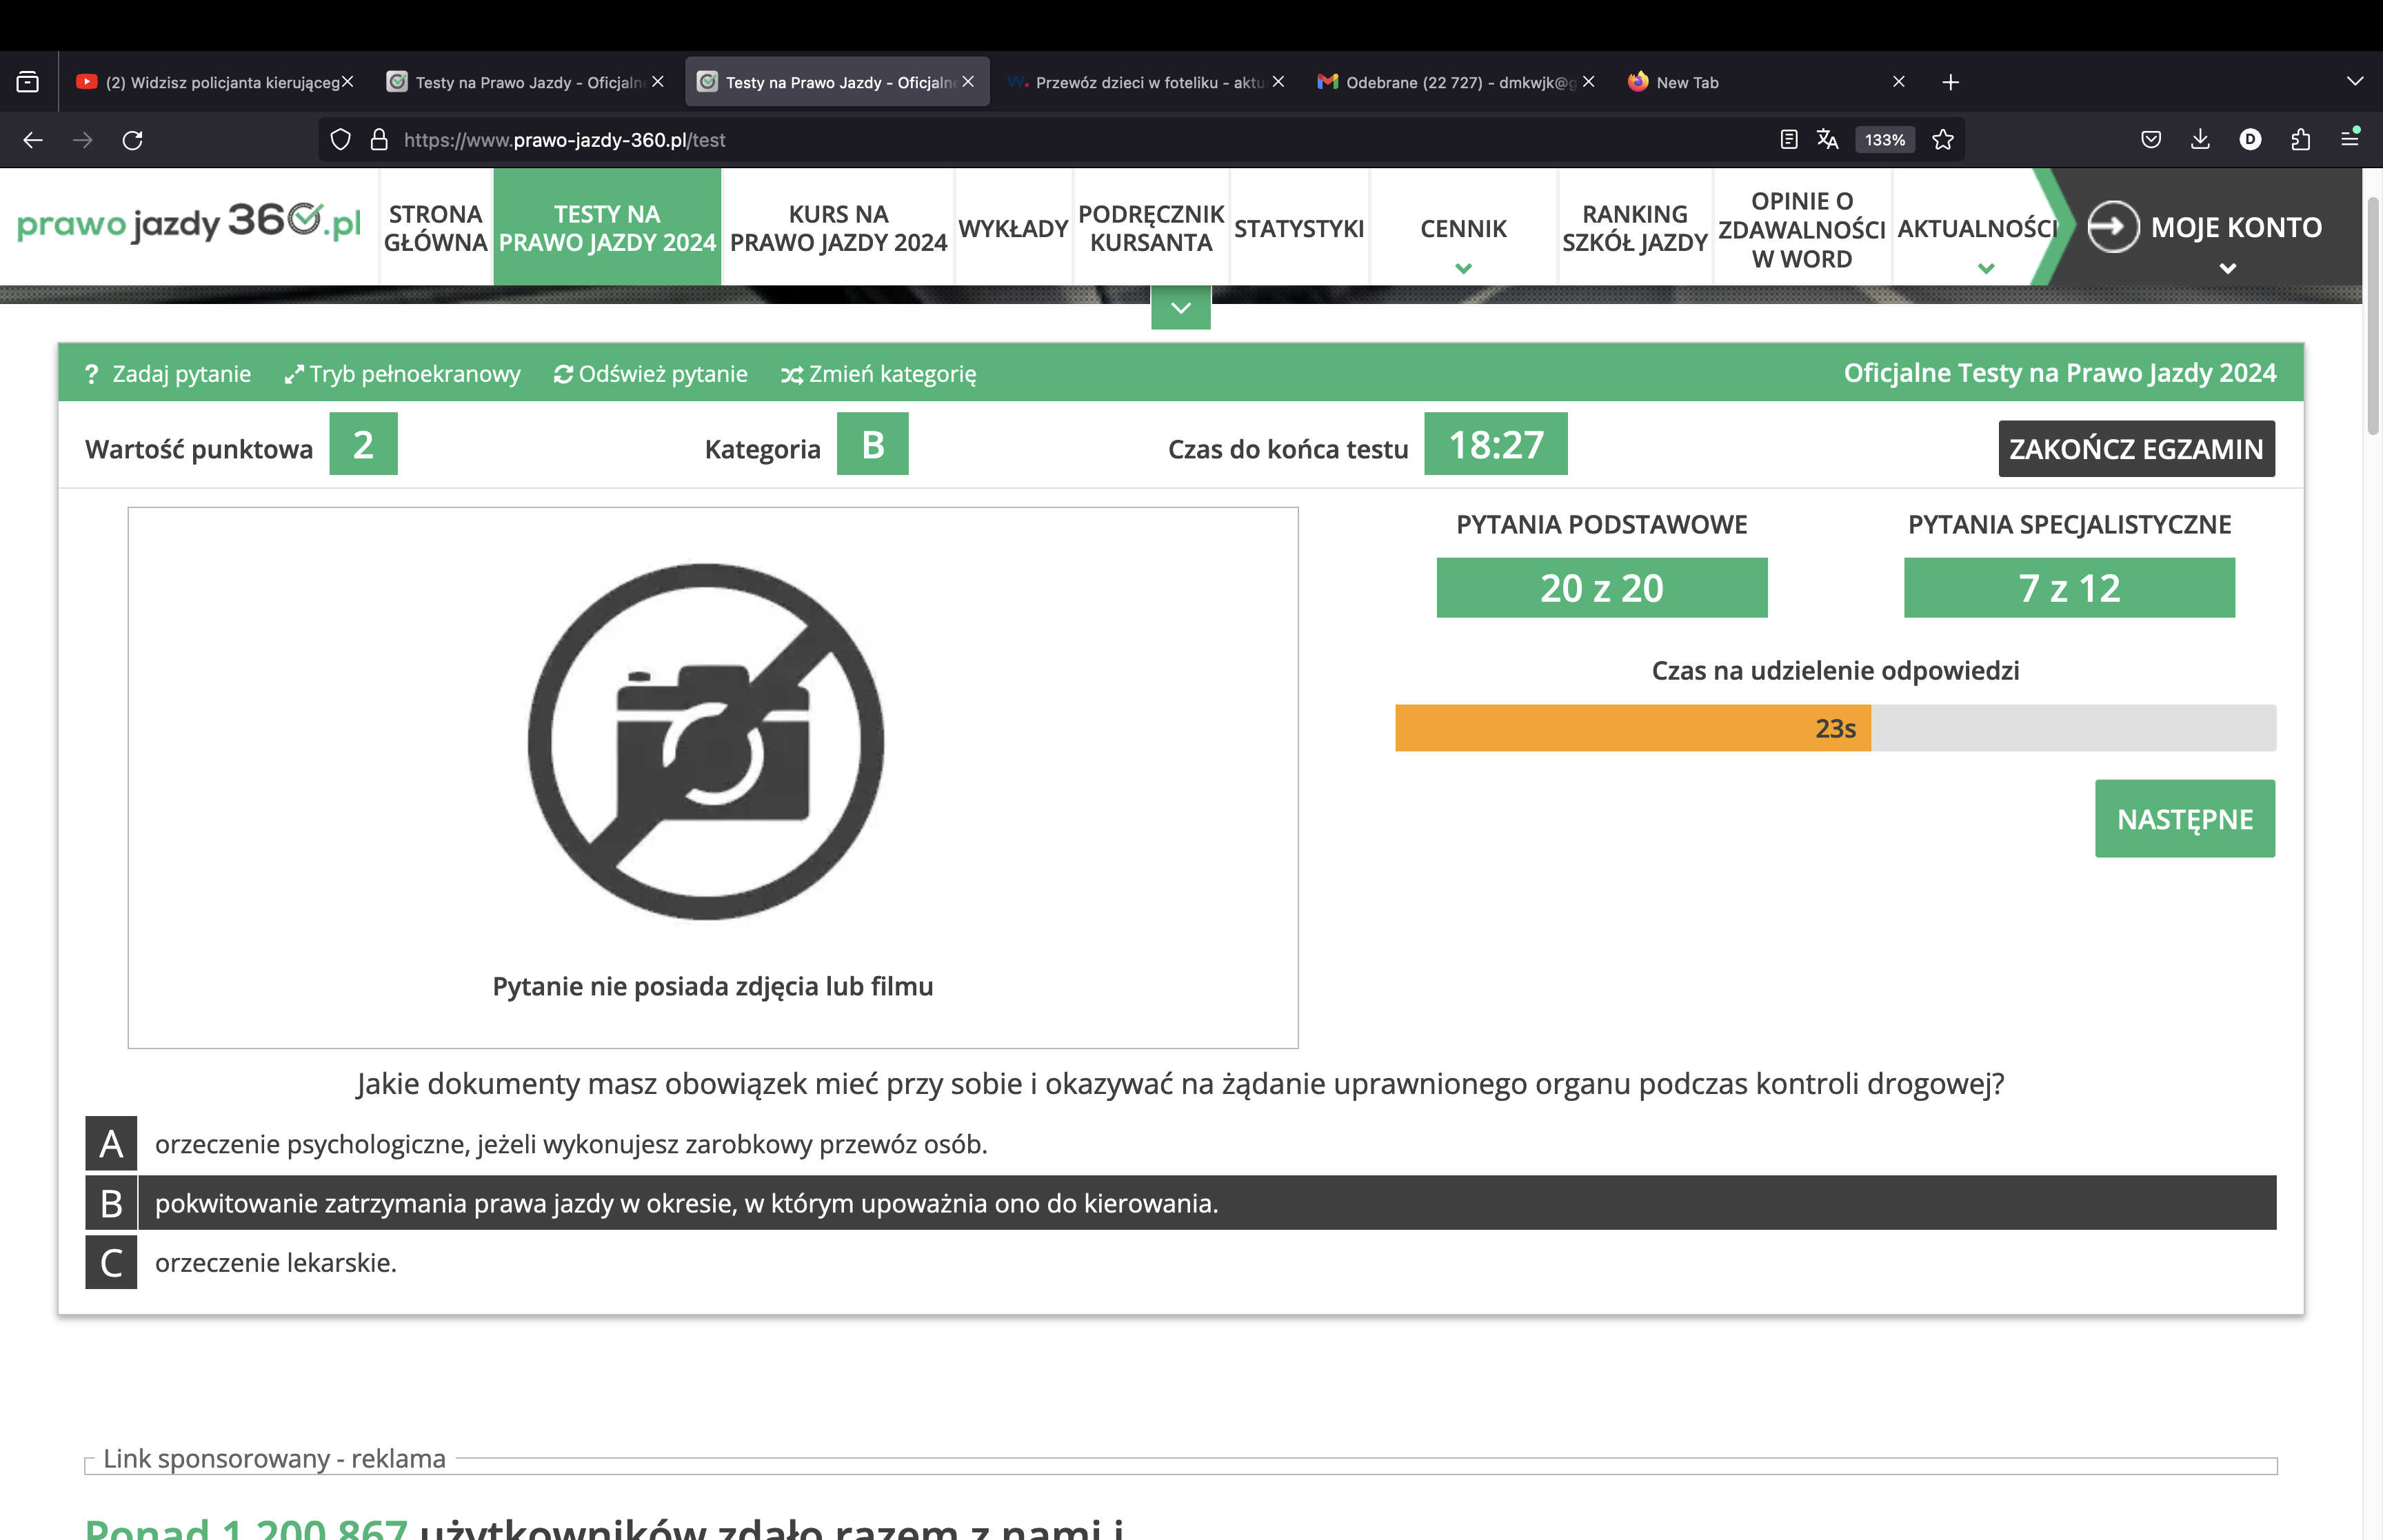 (2) Widzisz policjanta kierująceg
Testy na Prawo Jazdy - Oficjaln
Testy na Prawo Jazdy - Oficjaln
W. Przewóz dzieci w foteliku - aktu
Odebrane (22 727) - dmkwjk@g
New Tab
https://www.prawo-jazdy-360.pl/test
133%
D
prawo jazdy 360.pl
STRONA GŁÓWNA
TESTY NA PRAWO JAZDY 2024
KURS NA PRAWO JAZDY 2024
WYKŁADY
PODRĘCZNIK KURSANTA
STATYSTYKI
CENNIK
RANKING SZKÓŁ JAZDY
OPINIE O ZDAWALNOŚCI W WORD
AKTUALNOŚCI
MOJE KONTO
? Zadaj pytanie
Tryb pełnoekranowy
Odśwież pytanie
Zmień kategorię
Oficjalne Testy na Prawo Jazdy 2024
Wartość punktowa 2
Kategoria B
Czas do końca testu 18:27
ZAKOŃCZ EGZAMIN
PYTANIA PODSTAWOWE
20 z 20
PYTANIA SPECJALISTYCZNE
7 z 12
Czas na udzielenie odpowiedzi
23s
NASTĘPNE
Pytanie nie posiada zdjęcia lub filmu
Jakie dokumenty masz obowiązek mieć przy sobie i okazywać na żądanie uprawnionego organu podczas kontroli drogowej?
A orzeczenie psychologiczne, jeżeli wykonujesz zarobkowy przewóz osób.
B pokwitowanie zatrzymania prawa jazdy w okresie, w którym upoważnia ono do kierowania.
C orzeczenie lekarskie.
Link sponsorowany - reklama
Ponad 1 200 867 użytkowników zdało razem z nami i